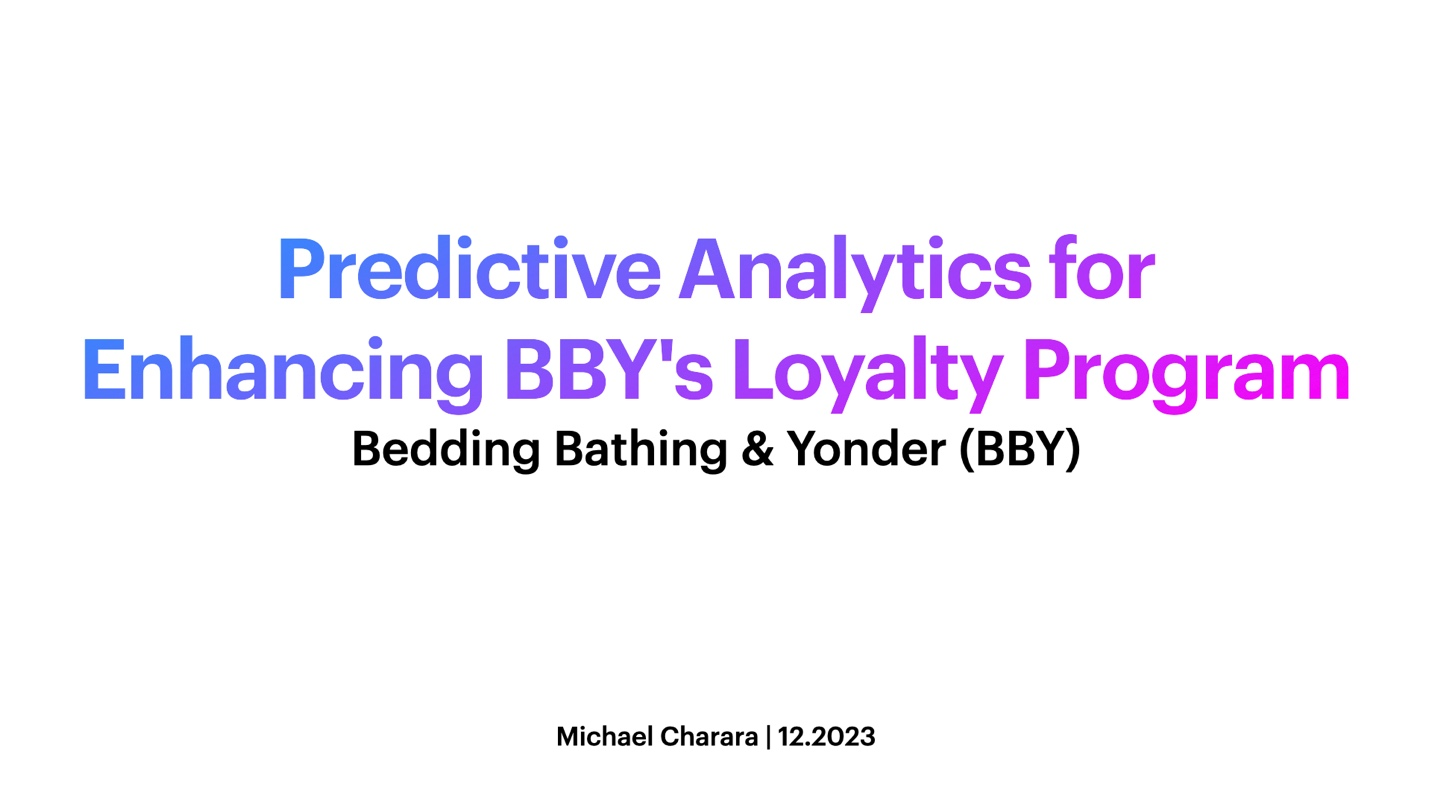 Predictive Analytics for
Enhancing BBY's Loyalty Program
Bedding Bathing & Yonder (BBY)
Michael Charara | 12.2023